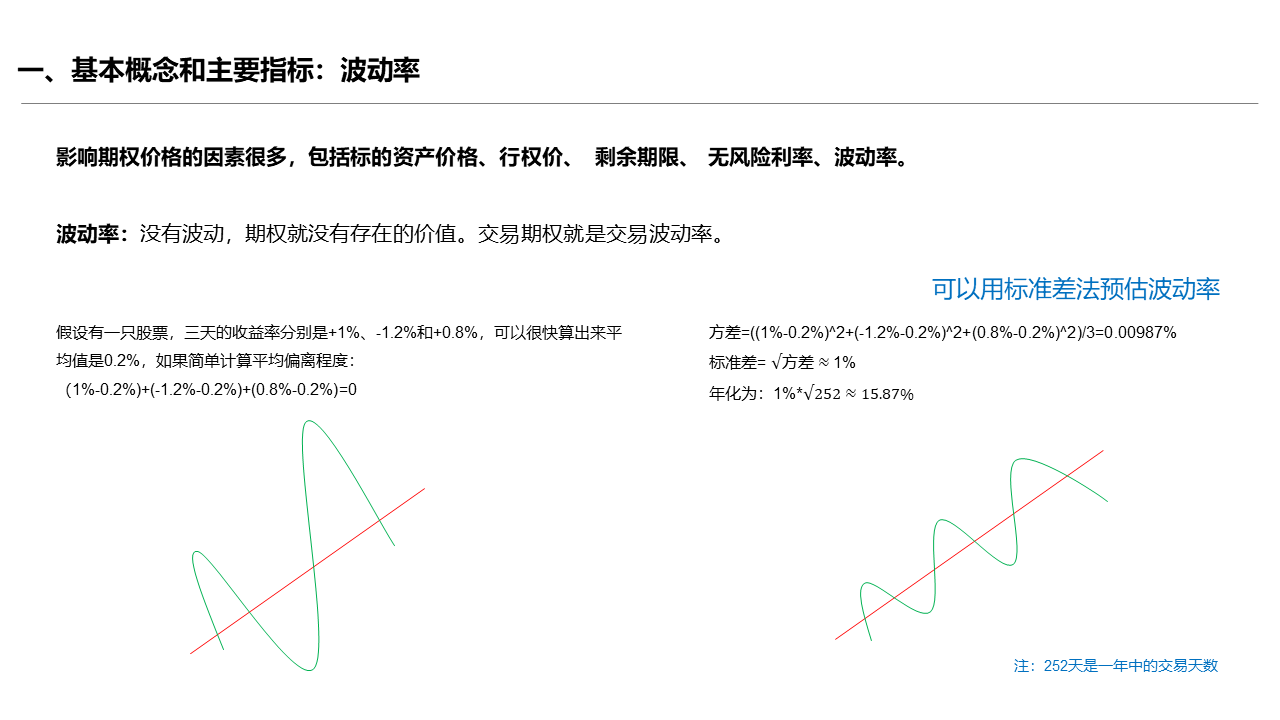 一、基本概念和主要指标：波动率
影响期权价格的因素很多，包括标的资产价格、行权价、 剩余期限、 无风险利率、波动率。
波动率：没有波动，期权就没有存在的价值。交易期权就是交易波动率。
可以用标准差法预估波动率
假设有一只股票，三天的收益率分别是+1%、-1.2%和+0.8%，可以很快算出来平
均值是0.2%，如果简单计算平均偏离程度：
（1%-0.2%)+(-1.2%-0.2%)+(0.8%-0.2%)=0
方差=((1%-0.2%)^2+(-1.2%-0.2%)^2+(0.8%-0.2%)^2)/3=0.00987%
标准差= √方差 ≈ 1%
年化为：1%*√252 ≈ 15.87%
注：252天是一年中的交易天数